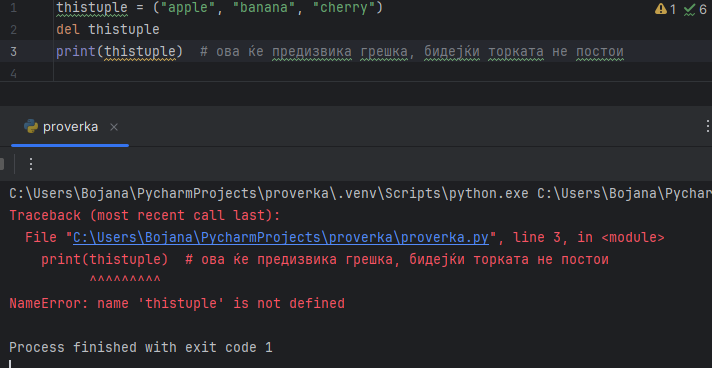 1 thistuple = ("apple", "banana", "cherry") 1 6
2 del thistuple
3 print(thistuple)  # ова ќе предизвика грешка, бидејќи торката не постои
4
proverka
C:\Users\Bojana\PycharmProjects\proverka\.venv\Scripts\python.exe C:\Users\Bojana\Pychar
Traceback (most recent call last):
  File "C:\Users\Bojana\PycharmProjects\proverka\proverka.py", line 3, in <module>
    print(thistuple)  # ова ќе предизвика грешка, бидејќи торката не постои
          ^^^^^^^^^
NameError: name 'thistuple' is not defined
Process finished with exit code 1